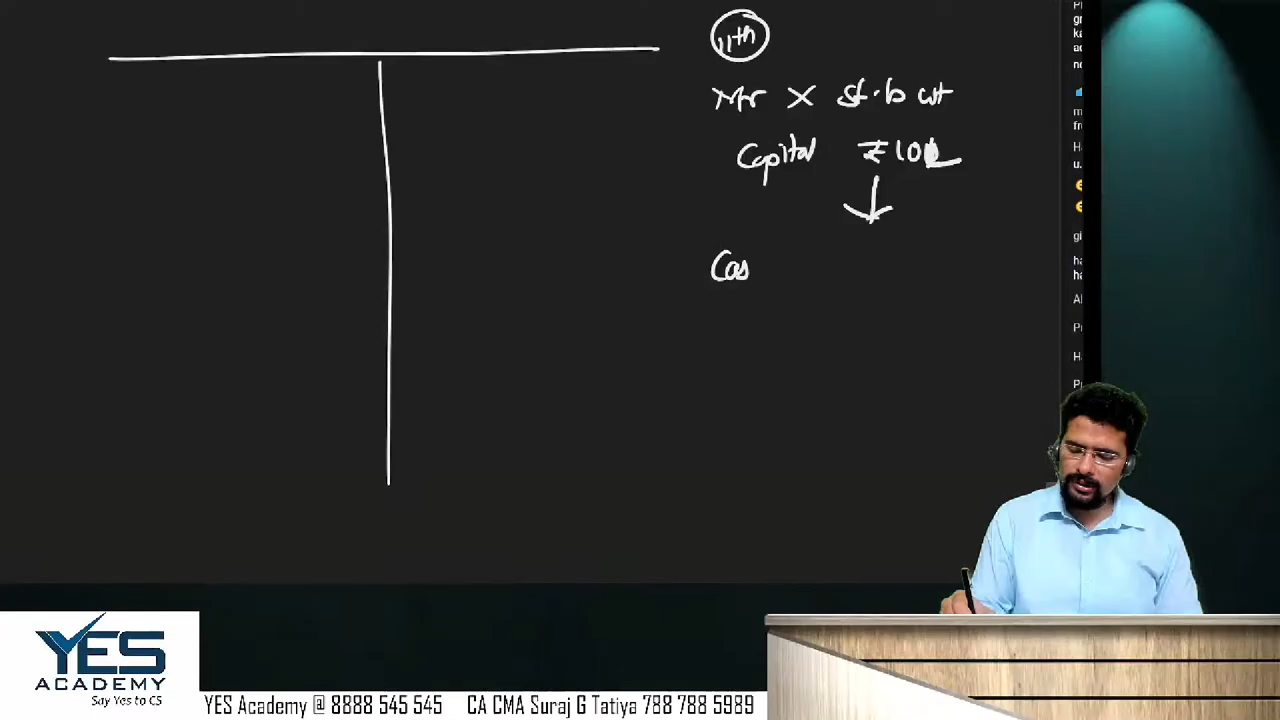 11th
Mr X st. b wt
Capital ₹ 10L
Cas
YES
ACADEMY
Say Yes to CS
YES Academy @ 8888 545 545 CA CMA Suraj G Tatiya 788 788 5989